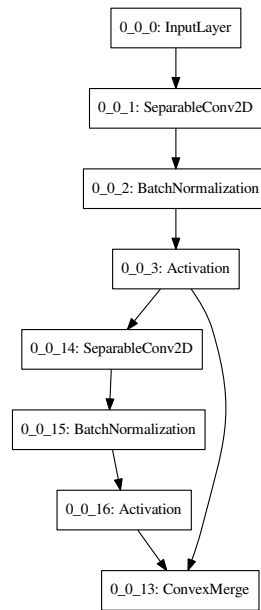 0_0_0: InputLayer
0_0_1: SeparableConv2D
0_0_2: BatchNormalization
0_0_3: Activation
0_0_14: SeparableConv2D
0_0_15: BatchNormalization
0_0_16: Activation
0_0_13: ConvexMerge